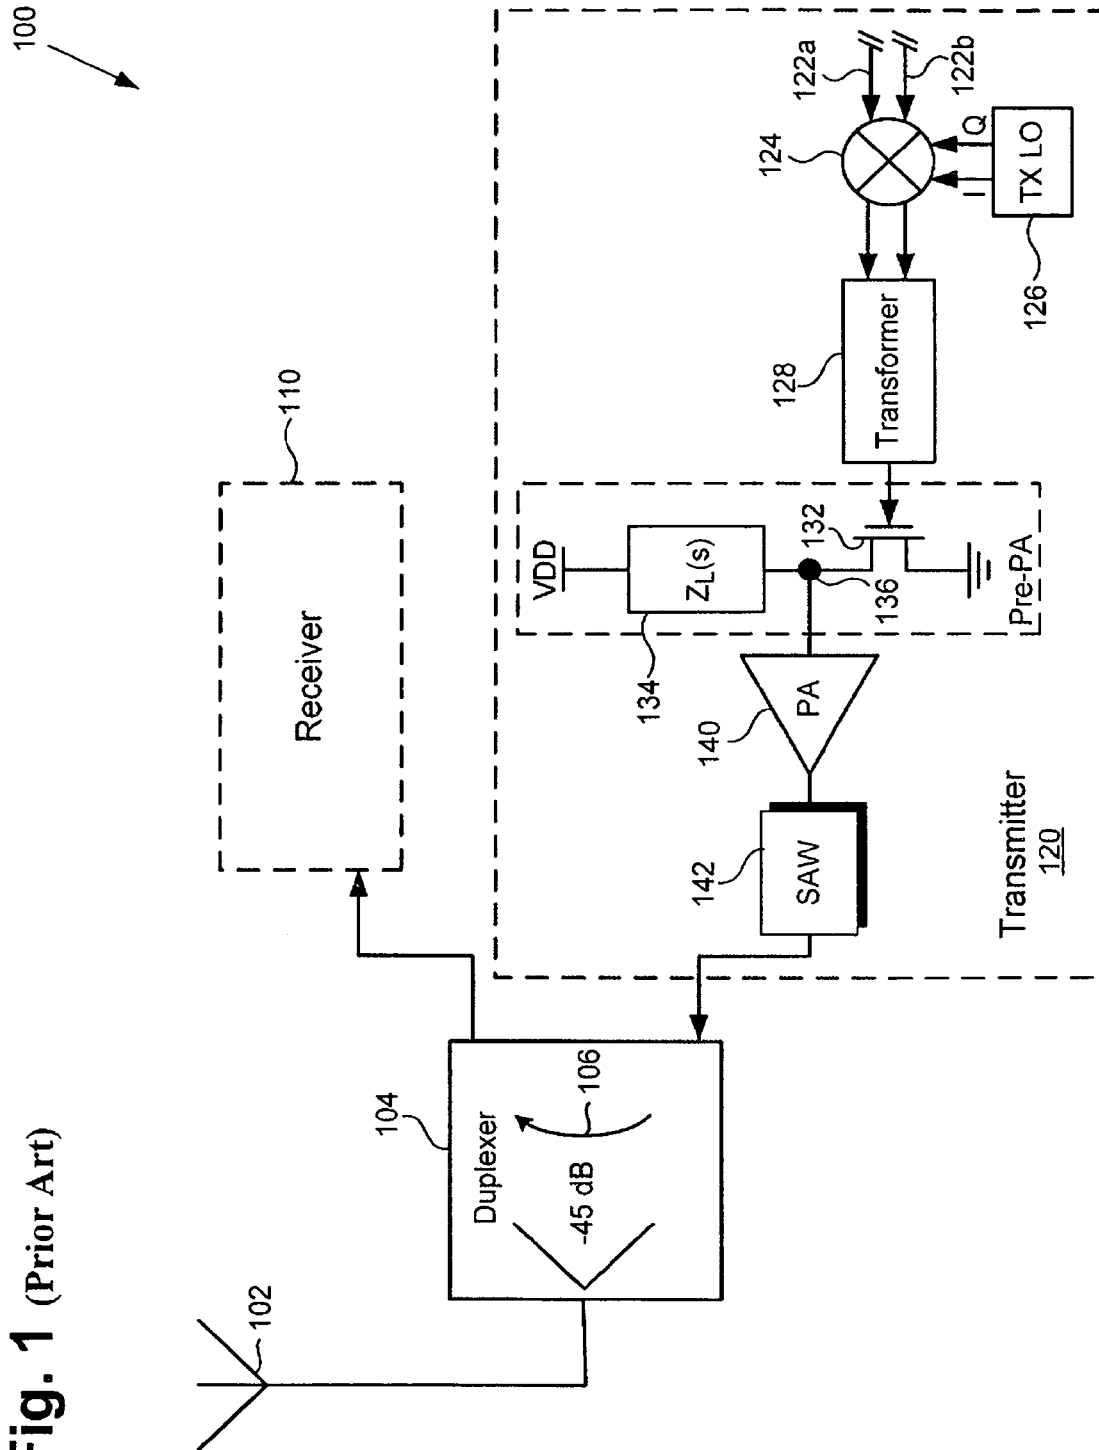 Fig. 1 (Prior Art)
100
102
104
Duplexer
-45 dB
106
Receiver
110
VDD
ZL(s)
134
132
136
Pre-PA
PA
140
SAW
142
Transformer
128
124
122a
122b
I
Q
TX LO
126
Transmitter
120